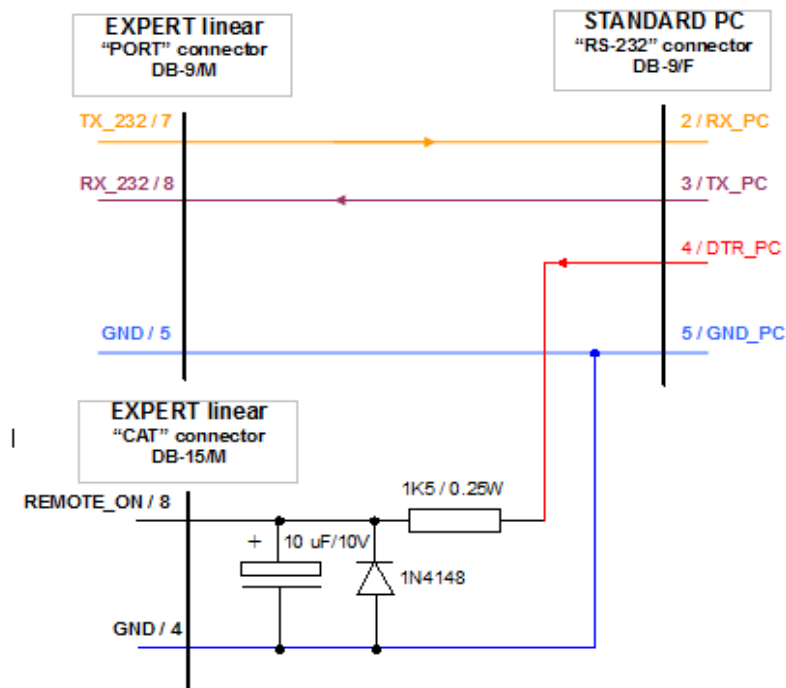 EXPERT linear
“PORT” connector
DB-9/M
STANDARD PC
“RS-232” connector
DB-9/F
TX_232 / 7
2 / RX_PC
RX_232 / 8
3 / TX_PC
4 / DTR_PC
GND / 5
5 / GND_PC
EXPERT linear
“CAT” connector
DB-15/M
1K5 / 0.25W
REMOTE_ON / 8
+
10 uF/10V
1N4148
GND / 4